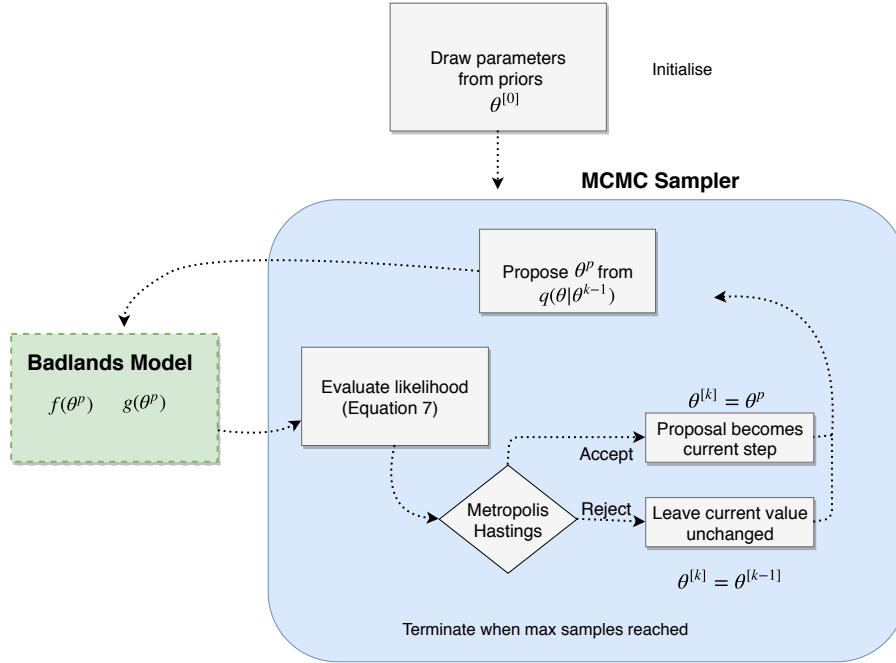 Draw parameters
from priors
θ^[0]
Initialise
MCMC Sampler
Propose θ^p from
q(θ|θ^{k−1})
Badlands Model
f(θ^p) g(θ^p)
Evaluate likelihood
(Equation 7)
θ^[k] = θ^p
Proposal becomes
current step
Accept
Metropolis
Hastings
Reject
Leave current value
unchanged
θ^[k] = θ^[k−1]
Terminate when max samples reached